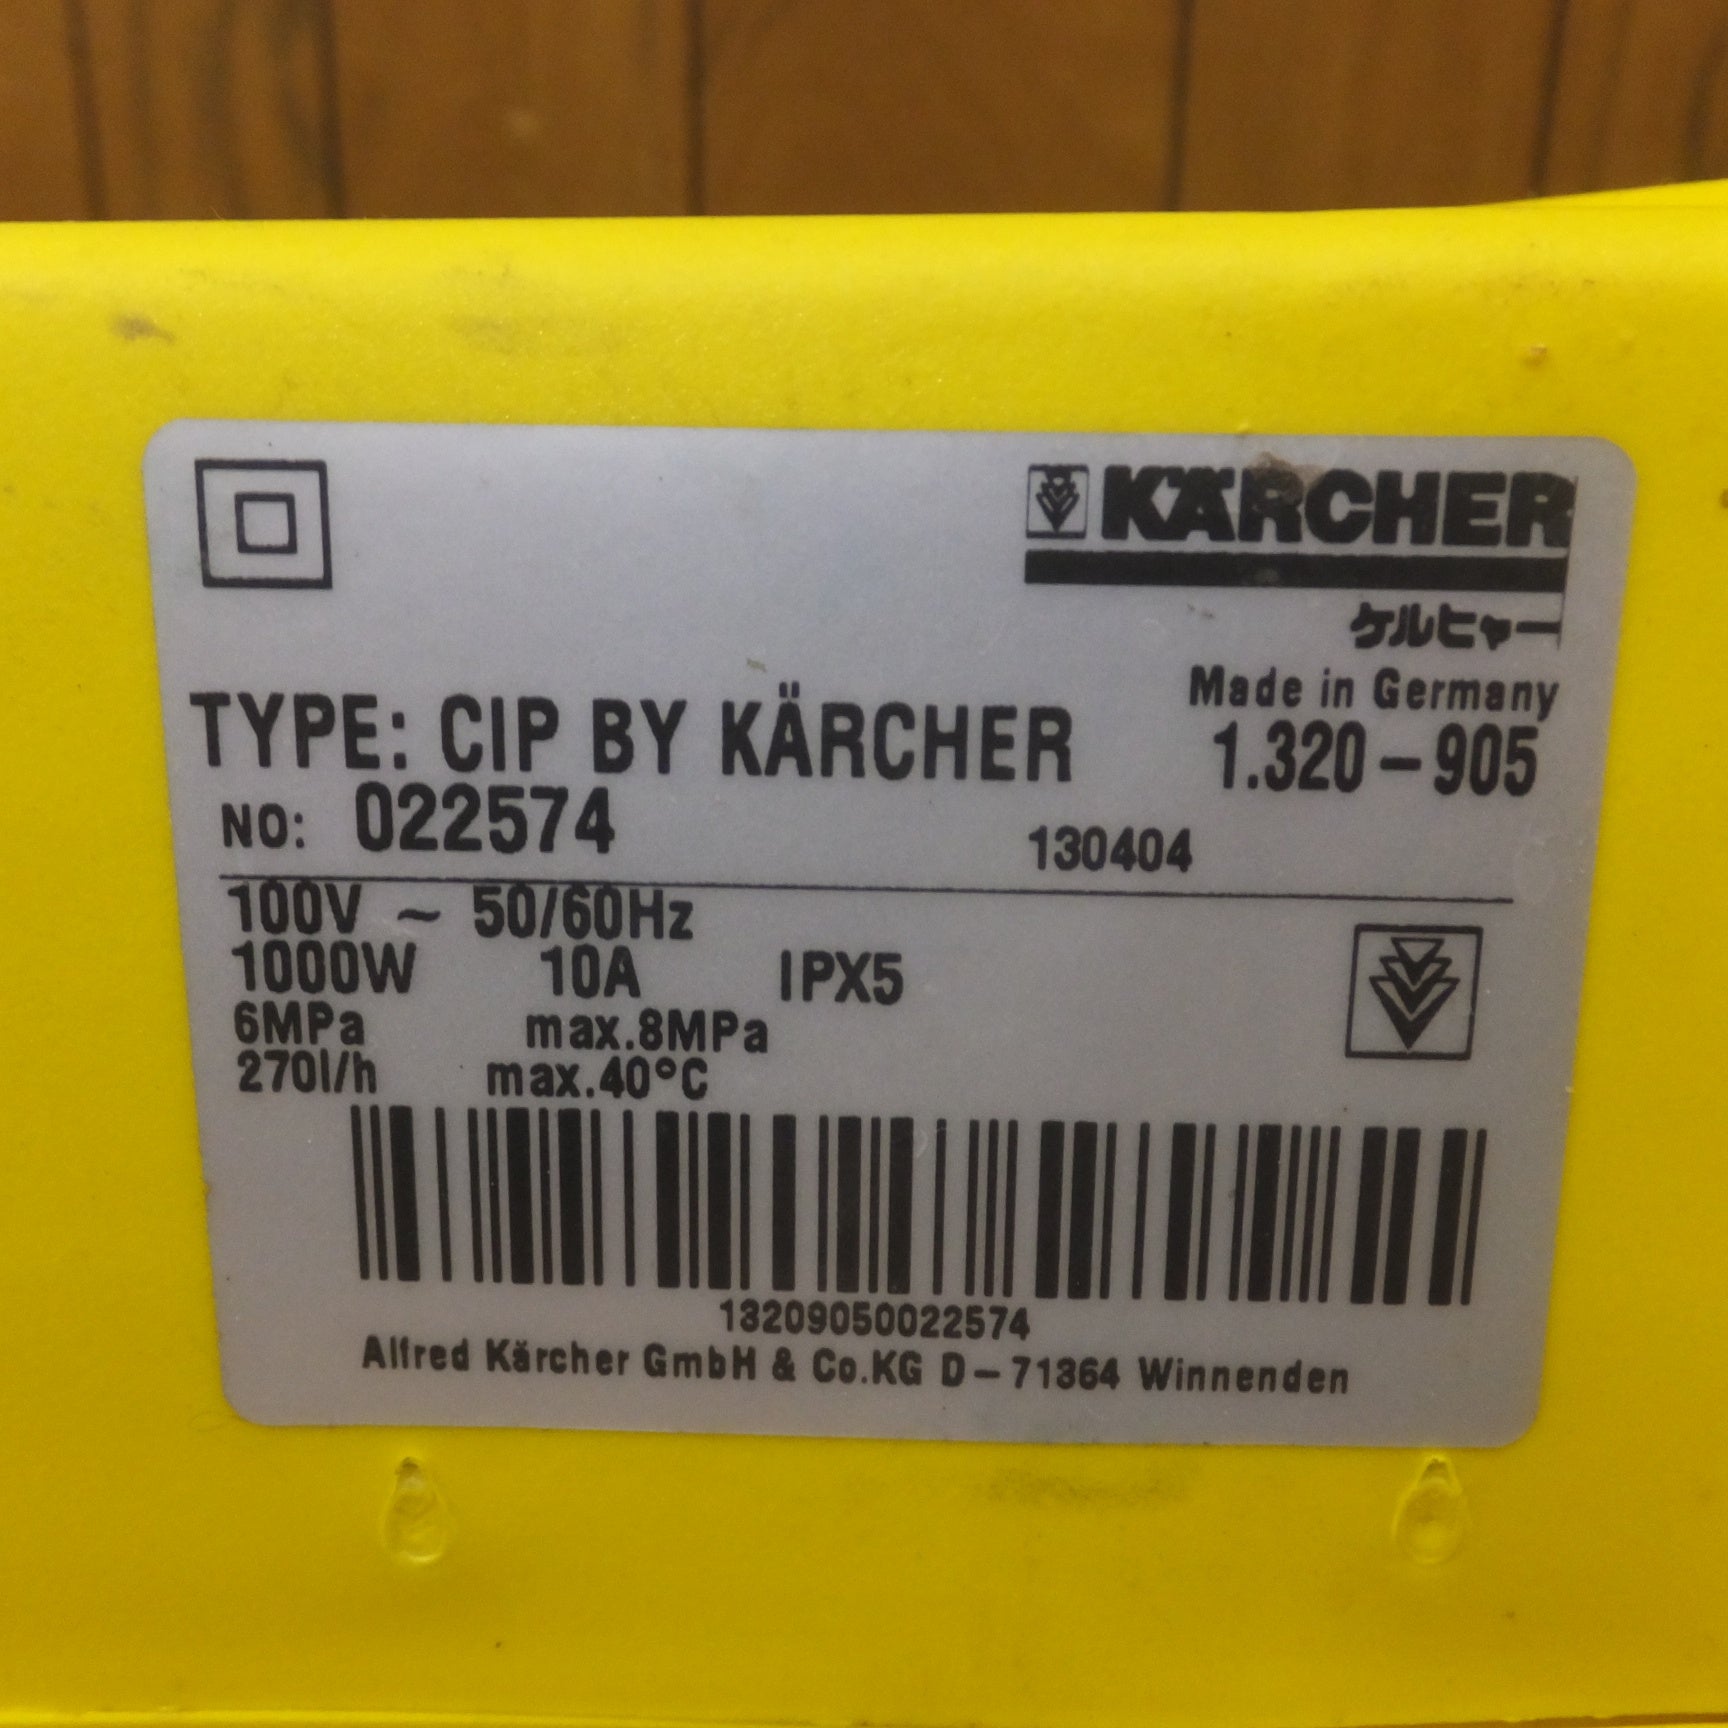 KÄRCHER
ケルヒャー
Made in Germany
TYPE: CIP BY KÄRCHER 1.320-905
NO: 022574 130404
100V ~ 50/60Hz
1000W 10A IPX5
6MPa max.8MPa
270l/h max.40°C
13209050022574
Alfred Kärcher GmbH & Co.KG D-71364 Winnenden